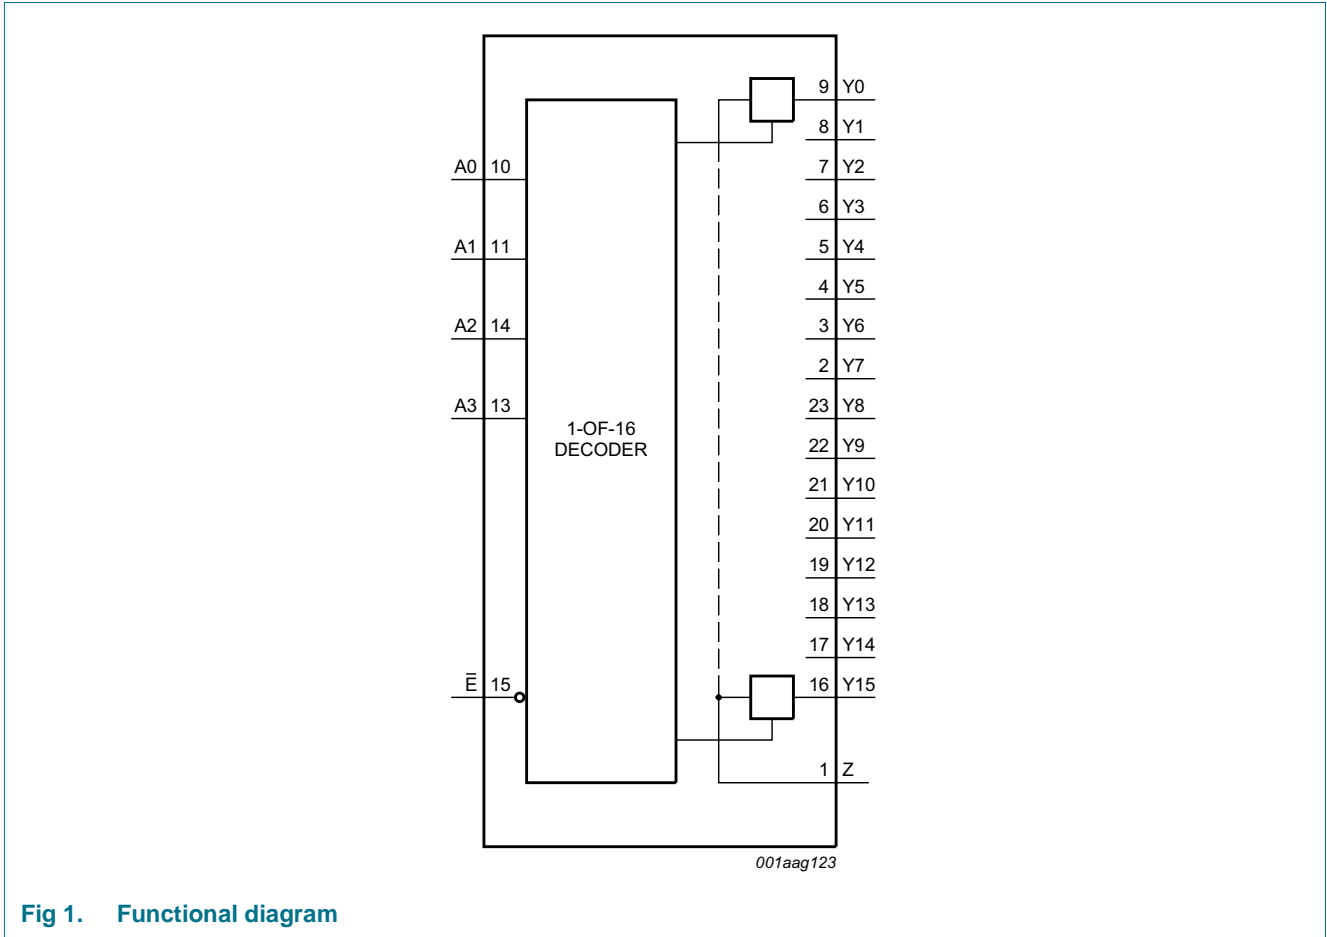 9 Y0
8 Y1
A0 10
7 Y2
6 Y3
A1 11
5 Y4
4 Y5
A2 14
3 Y6
2 Y7
A3 13
23 Y8
1-OF-16
DECODER
22 Y9
21 Y10
20 Y11
19 Y12
18 Y13
17 Y14
E̅ 15
16 Y15
1 Z
001aag123
Fig 1. Functional diagram